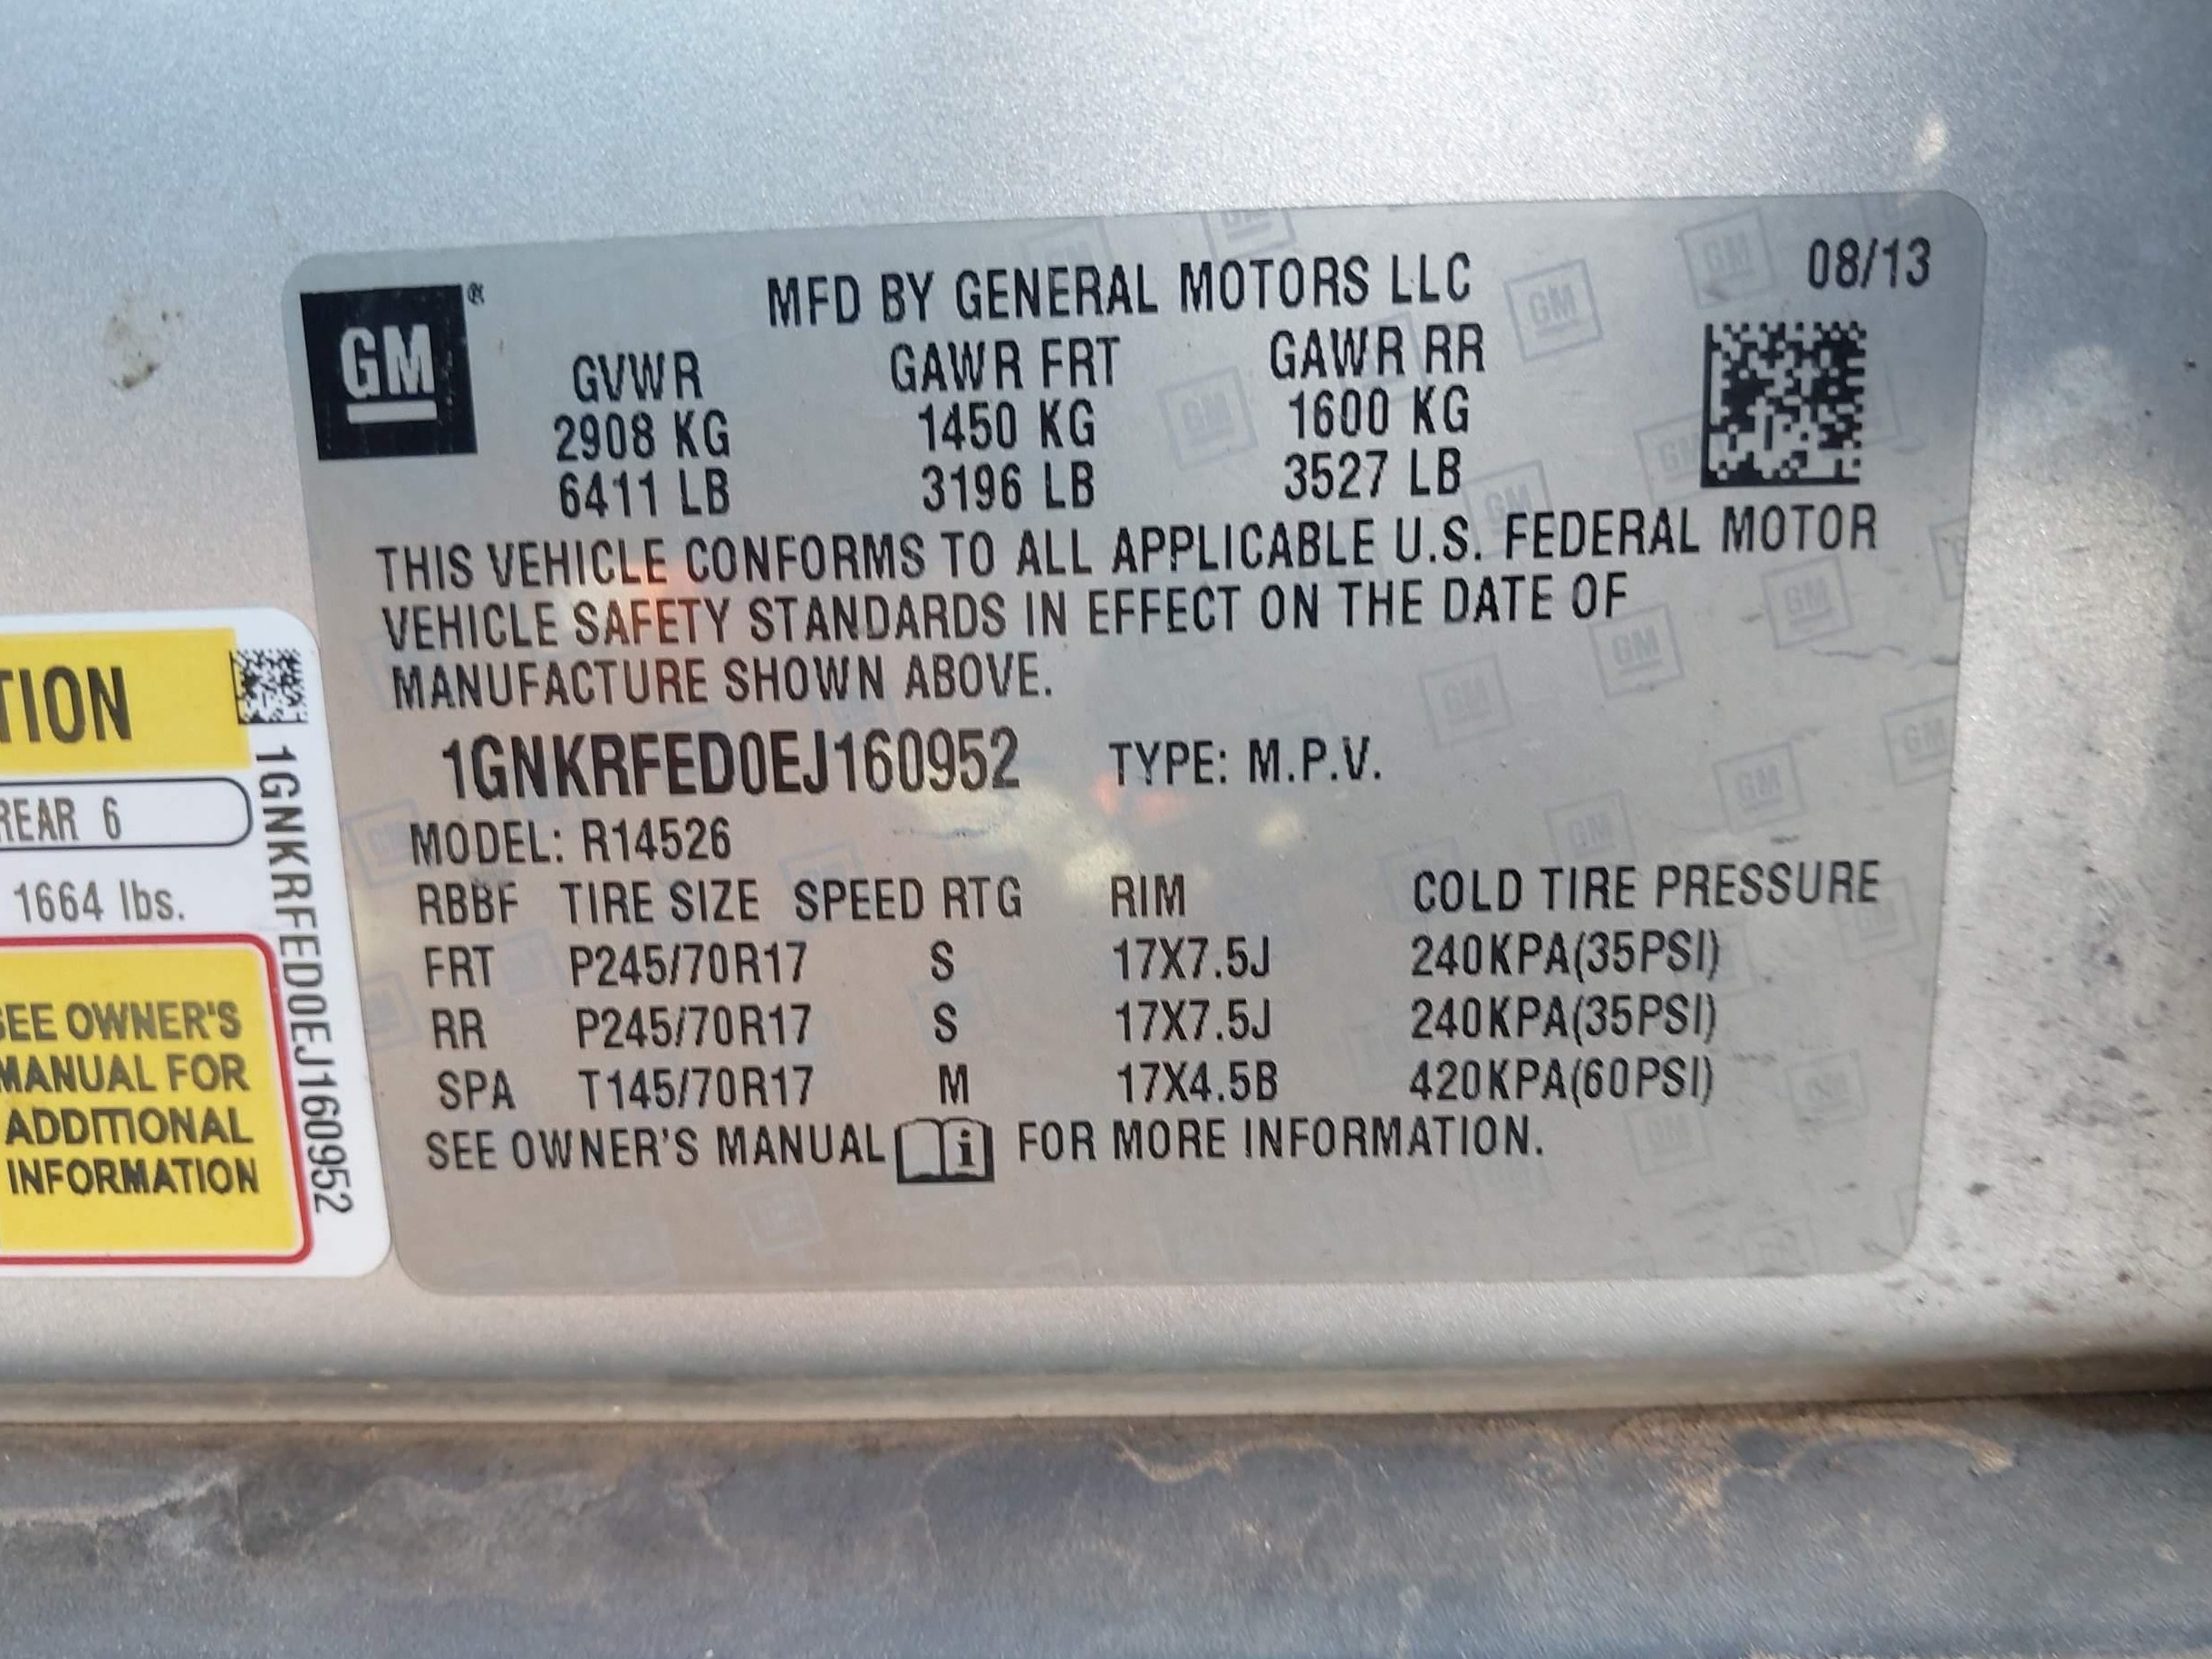 08/13
GM®
MFD BY GENERAL MOTORS LLC
GVWR GAWR FRT GAWR RR
2908 KG 1450 KG 1600 KG
6411 LB 3196 LB 3527 LB
THIS VEHICLE CONFORMS TO ALL APPLICABLE U.S. FEDERAL MOTOR
VEHICLE SAFETY STANDARDS IN EFFECT ON THE DATE OF
MANUFACTURE SHOWN ABOVE.
1GNKRFED0EJ160952 TYPE: M.P.V.
MODEL: R14526
RBBF TIRE SIZE SPEED RTG RIM COLD TIRE PRESSURE
FRT P245/70R17 S 17X7.5J 240KPA(35PSI)
RR P245/70R17 S 17X7.5J 240KPA(35PSI)
SPA T145/70R17 M 17X4.5B 420KPA(60PSI)
SEE OWNER'S MANUAL i FOR MORE INFORMATION.
TION
REAR 6
1664 lbs.
SEE OWNER'S
MANUAL FOR
ADDITIONAL
INFORMATION
1GNKRFED0EJ160952